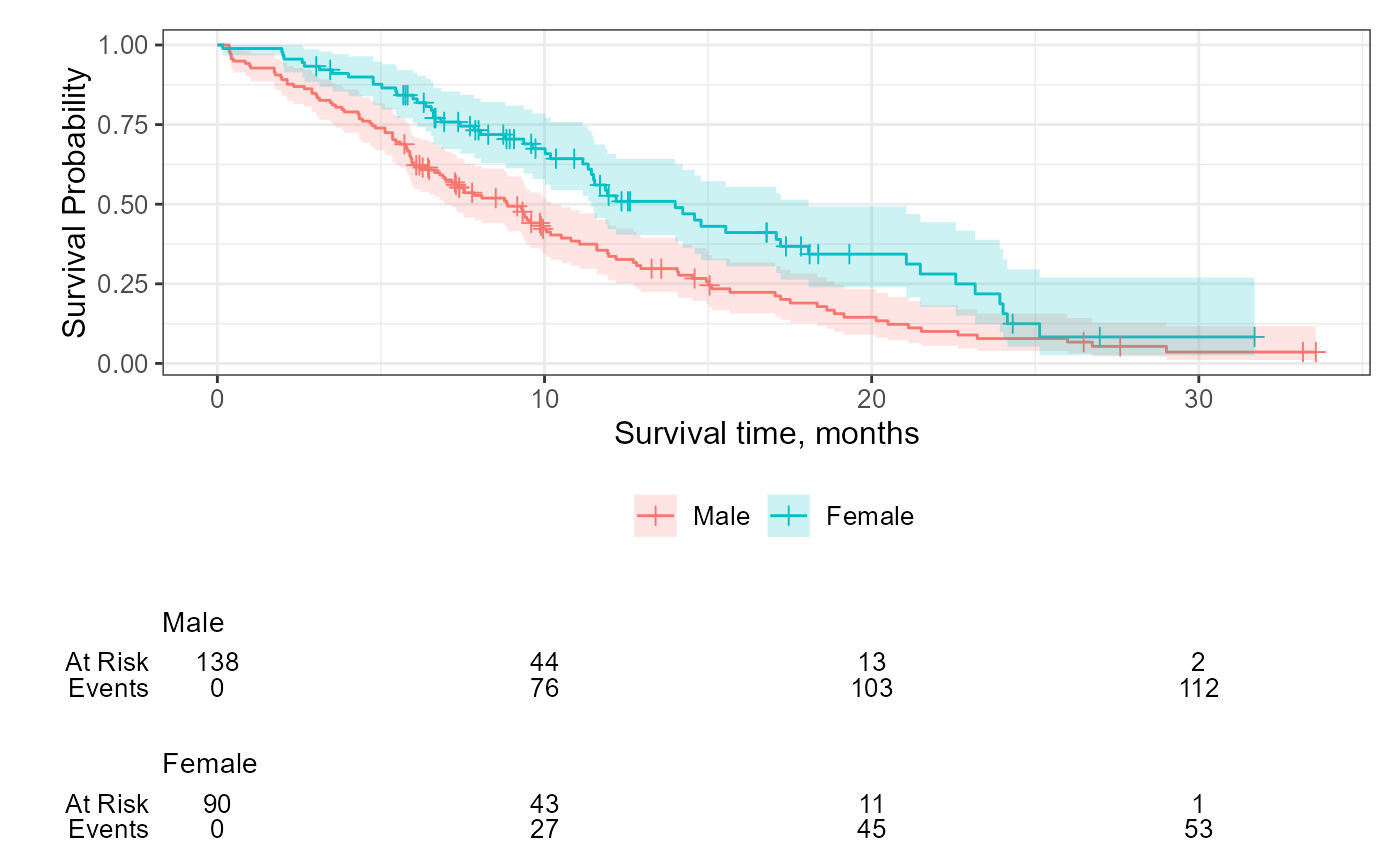 Survival Probability
1.00
0.75
0.50
0.25
0.00
0 10 20 30
Survival time, months
Male Female
Male
At Risk 138 44 13 2
Events 0 76 103 112
Female
At Risk 90 43 11 1
Events 0 27 45 53